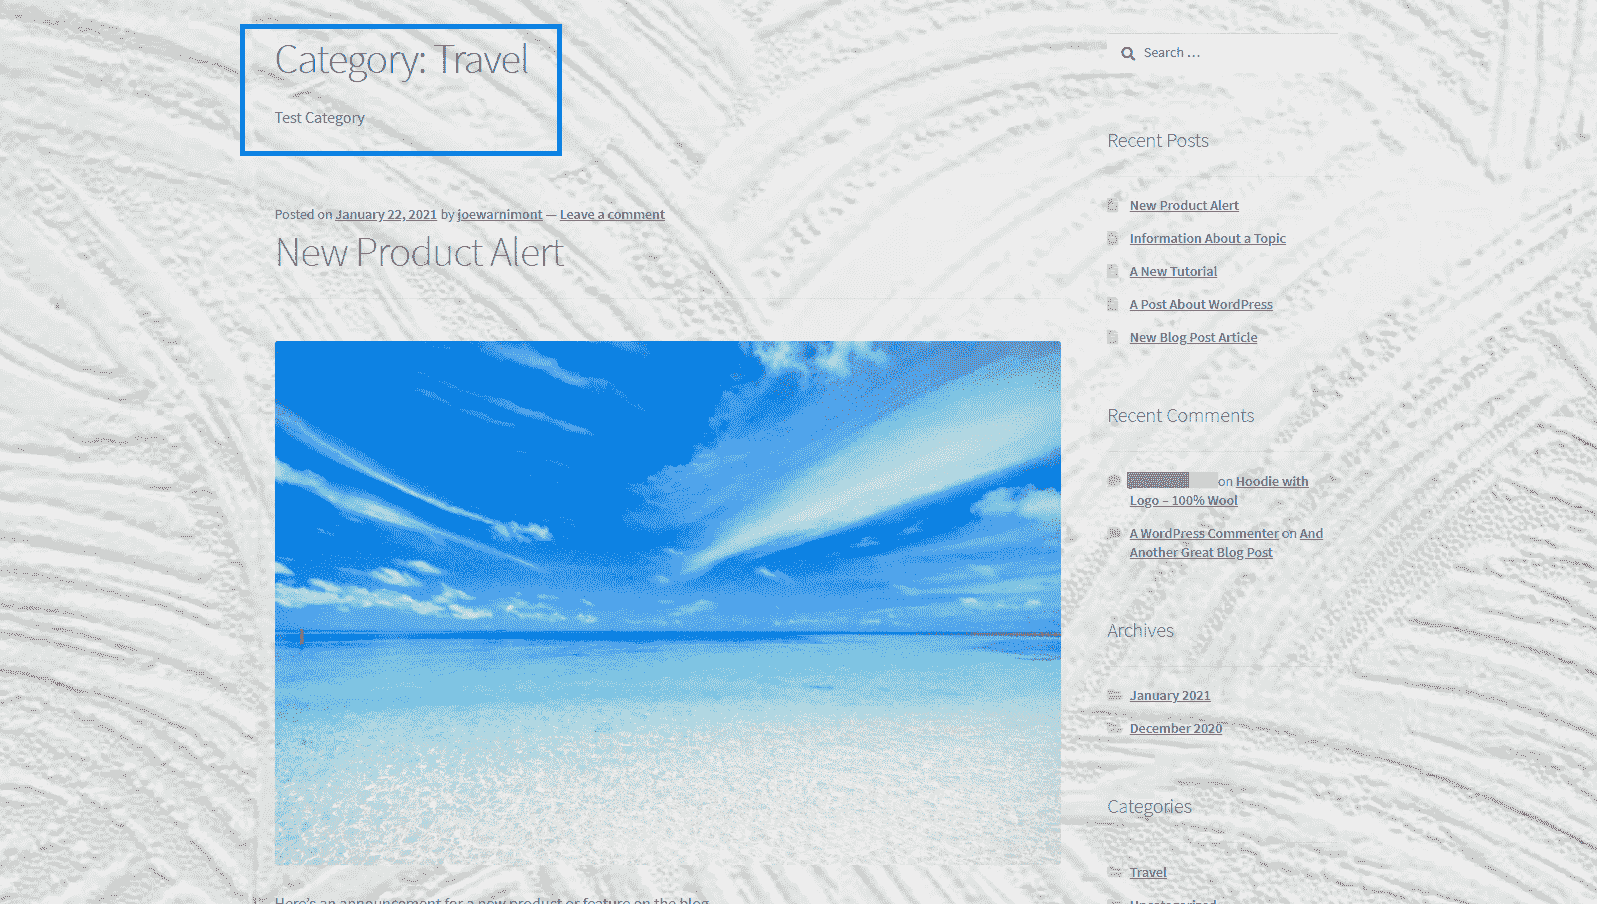 Category: Travel
Test Category
Posted on January 22, 2021 by joewarnimont — Leave a comment
New Product Alert
Here's an announcement for a new product or feature on the blog.
Search …
Recent Posts
New Product Alert
Information About a Topic
A New Tutorial
A Post About WordPress
New Blog Post Article
Recent Comments
on Hoodie with
Logo – 100% Wool
A WordPress Commenter on And
Another Great Blog Post
Archives
January 2021
December 2020
Categories
Travel
Uncategorized